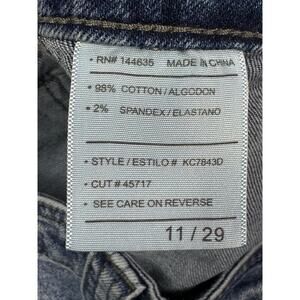 • RN# 144635 MADE IN CHINA
• 98% COTTON / ALGODON
• 2% SPANDEX / ELASTANO
• STYLE / ESTILO # KC7843D
• CUT # 45717
• SEE CARE ON REVERSE
11 / 29